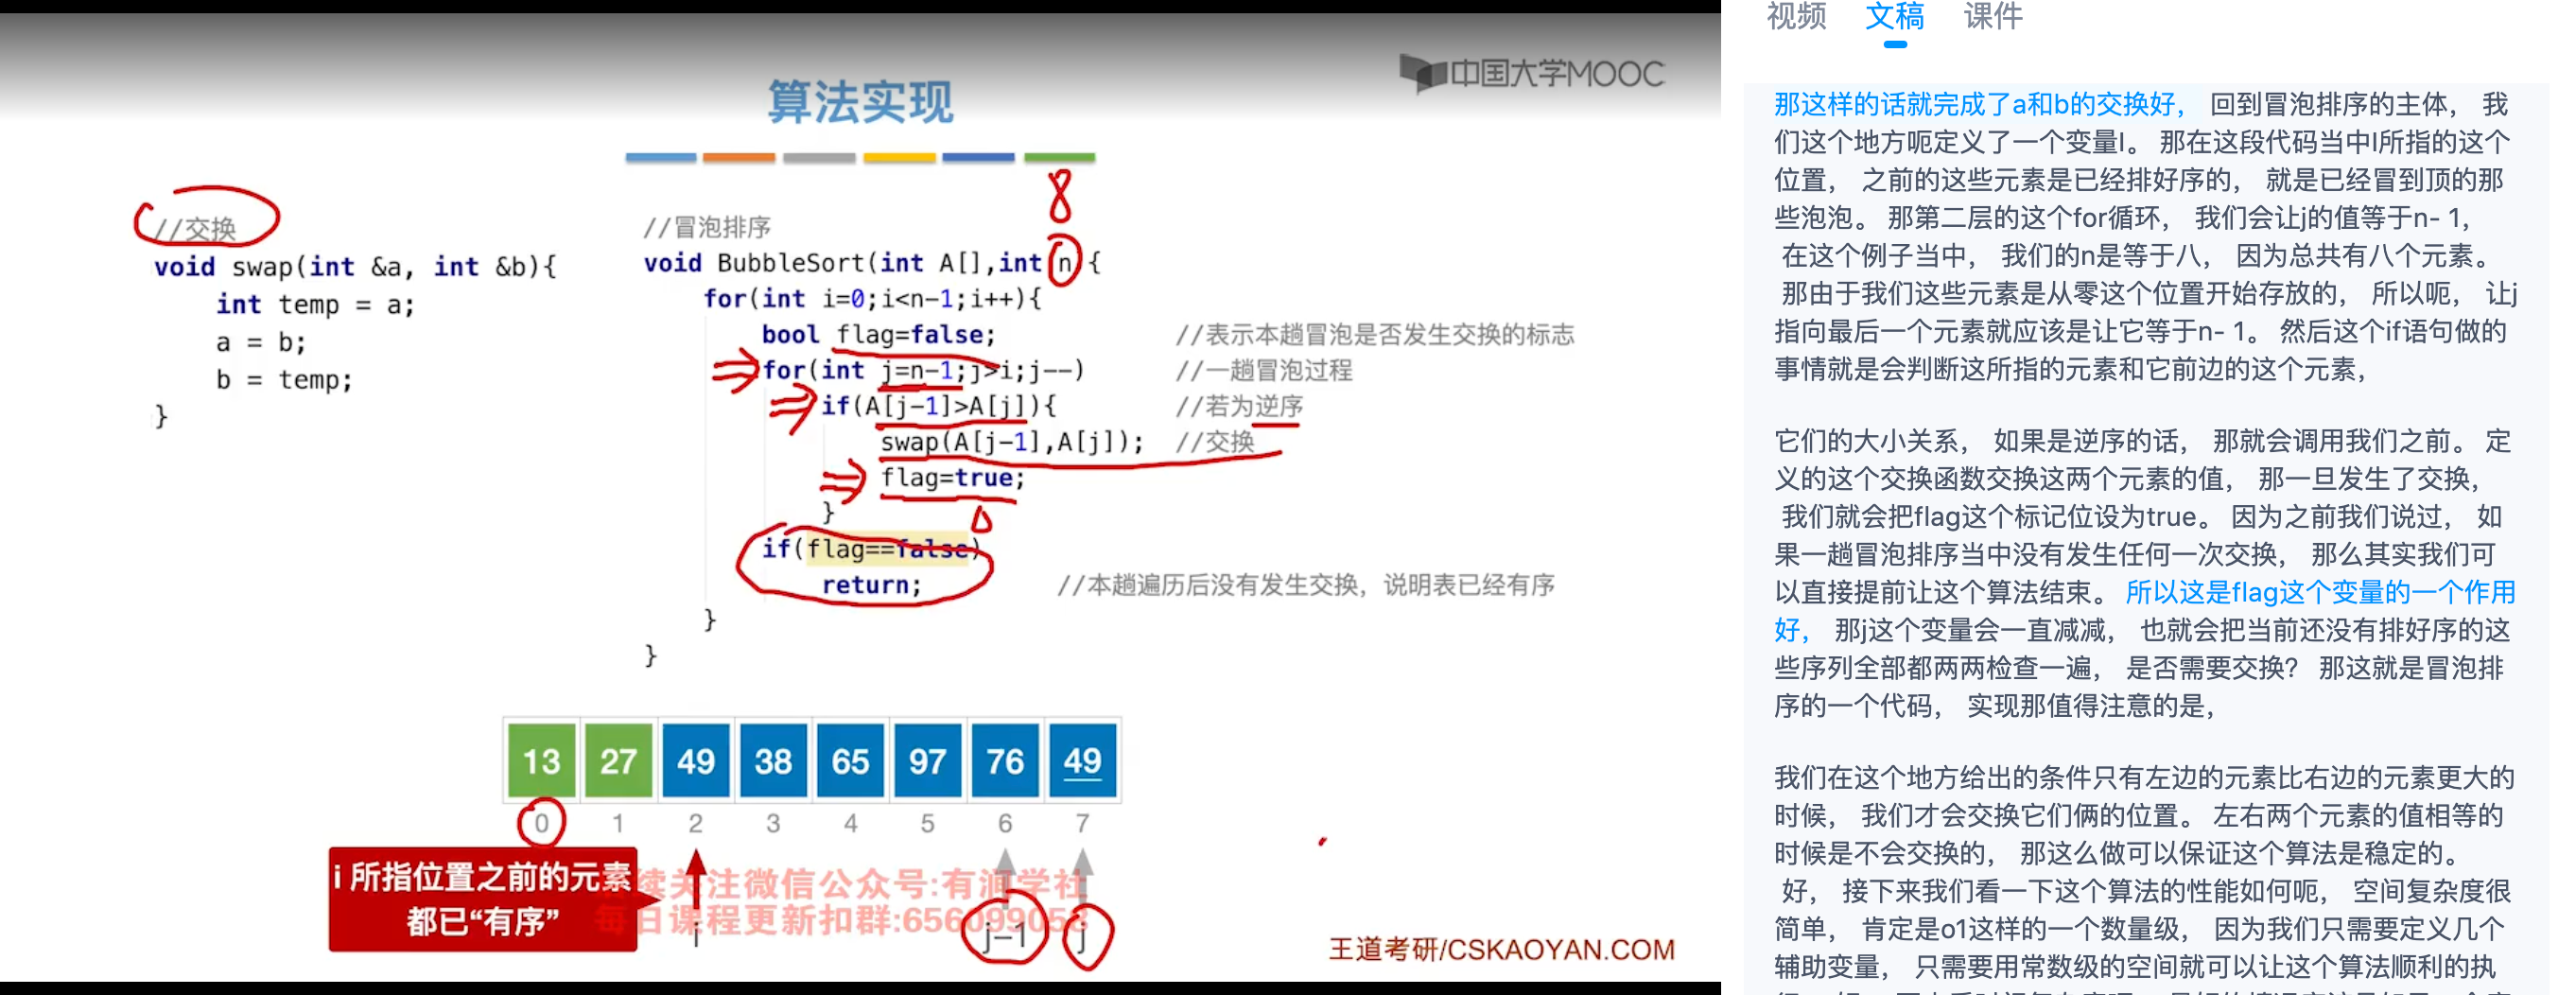 中国大学MOOC
算法实现
8
//交换
void swap(int &a, int &b){
int temp = a;
a = b;
b = temp;
}
//冒泡排序
void BubbleSort(int A[],int n){
for(int i=0;i<n-1;i++){
bool flag=false; //表示本趟冒泡是否发生交换的标志
for(int j=n-1;j>i;j--) //一趟冒泡过程
if(A[j-1]>A[j]){ //若为逆序
swap(A[j-1],A[j]); //交换
flag=true;
}
if(flag==false)
return; //本趟遍历后没有发生交换，说明表已经有序
}
}
13 27 49 38 65 97 76 49
0 1 2 3 4 5 6 7
i 所指位置之前的元素
都已“有序”
续关注微信公众号:有润学社
每日课程更新扣群:656099058
i j-1 j
王道考研/CSKAOYAN.COM
视频 文稿 课件
那这样的话就完成了a和b的交换好， 回到冒泡排序的主体， 我
们这个地方呃定义了一个变量I。 那在这段代码当中I所指的这个
位置， 之前的这些元素是已经排好序的， 就是已经冒到顶的那
些泡泡。 那第二层的这个for循环， 我们会让j的值等于n- 1，
在这个例子当中， 我们的n是等于八， 因为总共有八个元素。
那由于我们这些元素是从零这个位置开始存放的， 所以呃， 让j
指向最后一个元素就应该是让它等于n- 1。 然后这个if语句做的
事情就是会判断这所指的元素和它前边的这个元素，
它们的大小关系， 如果是逆序的话， 那就会调用我们之前。 定
义的这个交换函数交换这两个元素的值， 那一旦发生了交换，
我们就会把flag这个标记位设为true。 因为之前我们说过， 如
果一趟冒泡排序当中没有发生任何一次交换， 那么其实我们可
以直接提前让这个算法结束。 所以这是flag这个变量的一个作用
好， 那j这个变量会一直减减， 也就会把当前还没有排好序的这
些序列全部都两两检查一遍， 是否需要交换？ 那这就是冒泡排
序的一个代码， 实现那值得注意的是，
我们在这个地方给出的条件只有左边的元素比右边的元素更大的
时候， 我们才会交换它们俩的位置。 左右两个元素的值相等的
时候是不会交换的， 那这么做可以保证这个算法是稳定的。
好， 接下来我们看一下这个算法的性能如何呃， 空间复杂度很
简单， 肯定是o1这样的一个数量级， 因为我们只需要定义几个
辅助变量， 只需要用常数级的空间就可以让这个算法顺利的执